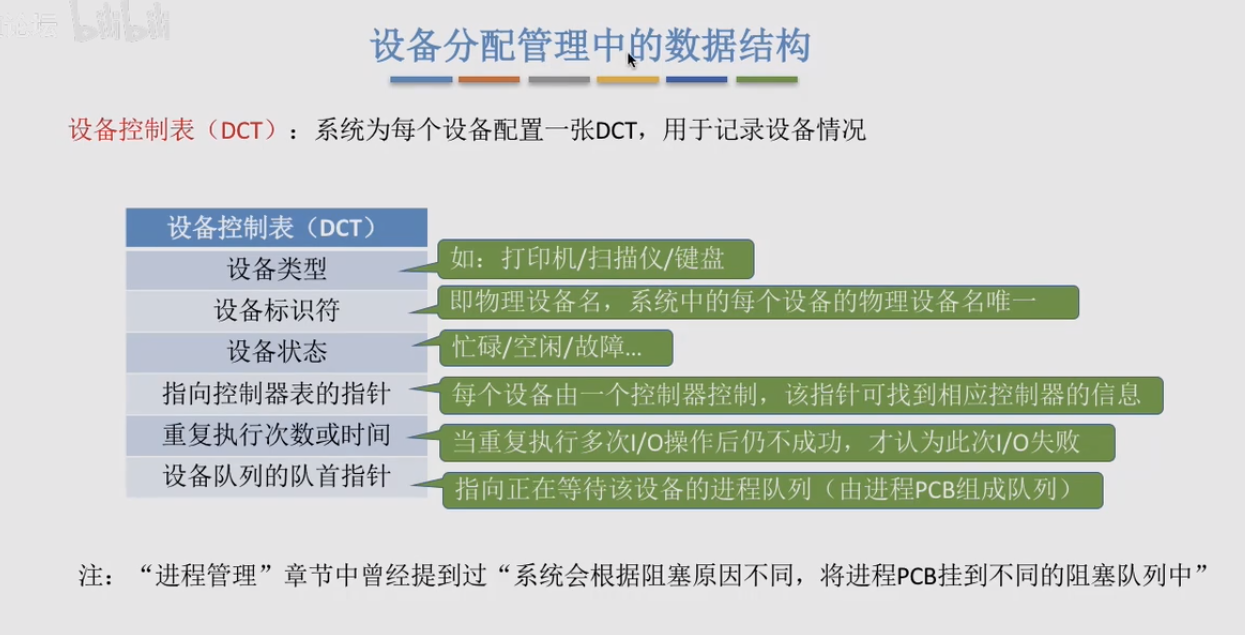 bilibili
设备分配管理中的数据结构
设备控制表（DCT）：系统为每个设备配置一张DCT，用于记录设备情况
设备控制表（DCT）
设备类型
如：打印机/扫描仪/键盘
设备标识符
即物理设备名，系统中的每个设备的物理设备名唯一
设备状态
忙碌/空闲/故障...
指向控制器表的指针
每个设备由一个控制器控制，该指针可找到相应控制器的信息
重复执行次数或时间
当重复执行多次I/O操作后仍不成功，才认为此次I/O失败
设备队列的队首指针
指向正在等待该设备的进程队列（由进程PCB组成队列）
注：“进程管理”章节中曾经提到过“系统会根据阻塞原因不同，将进程PCB挂到不同的阻塞队列中”